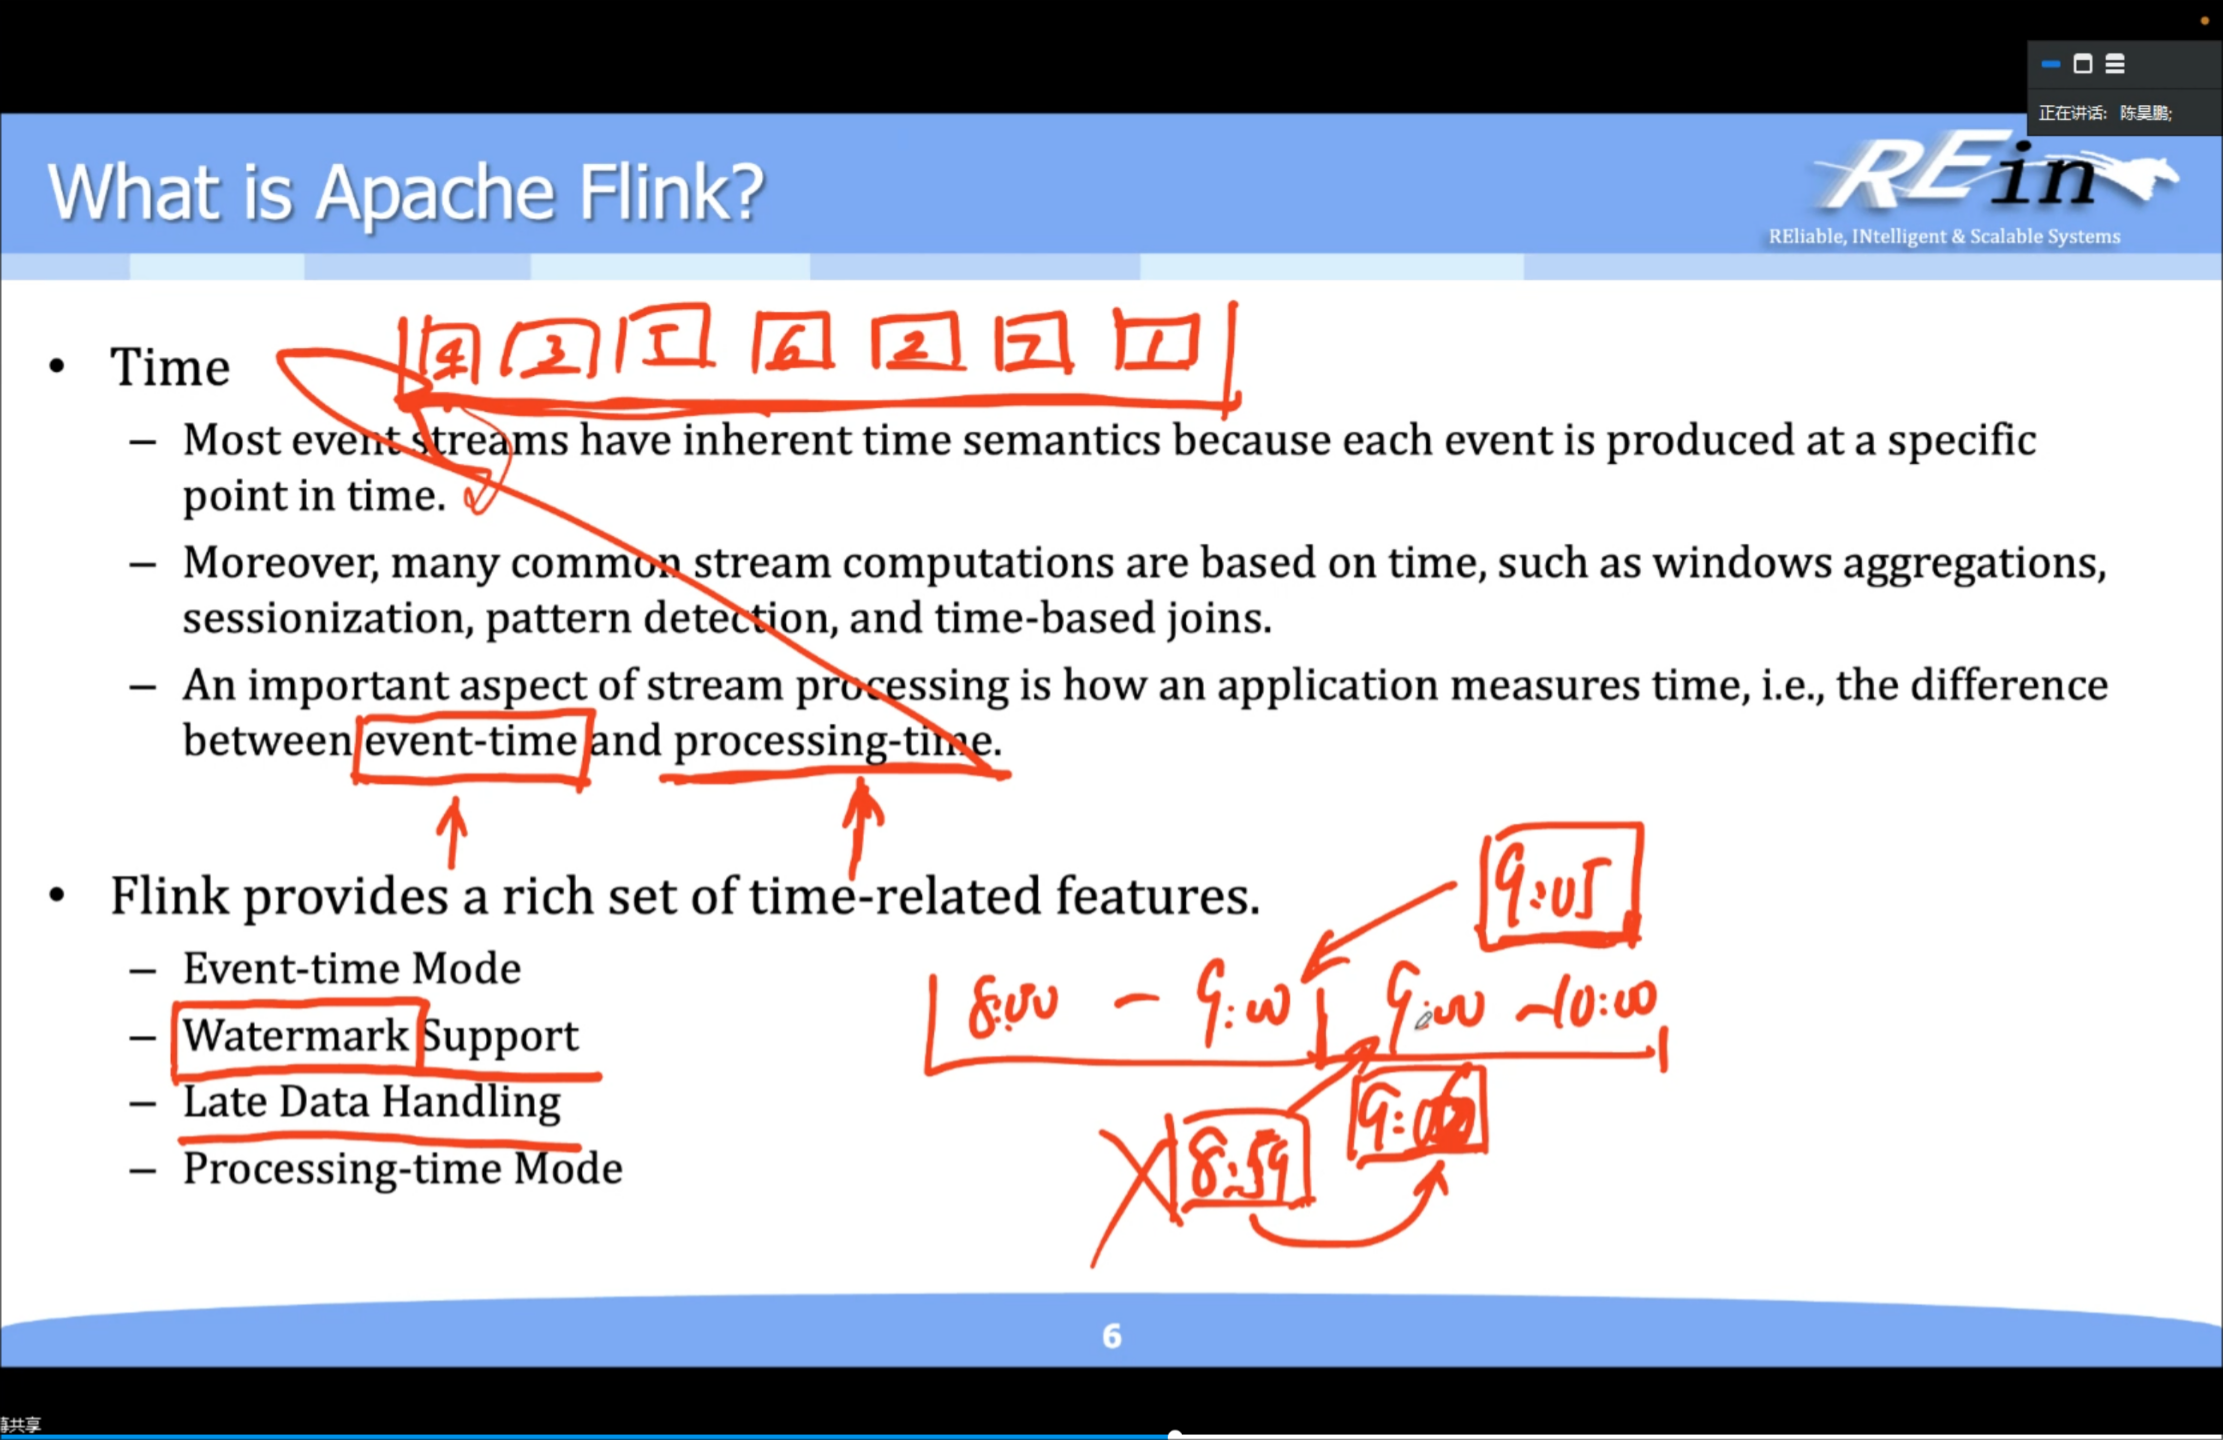 正在讲话: 陈昊鹏;
What is Apache Flink?
REin
REliable, INtelligent & Scalable Systems
4 3 5 6 2 7 1
• Time
– Most event streams have inherent time semantics because each event is produced at a specific
point in time.
– Moreover, many common stream computations are based on time, such as windows aggregations,
sessionization, pattern detection, and time-based joins.
– An important aspect of stream processing is how an application measures time, i.e., the difference
between event-time and processing-time.
• Flink provides a rich set of time-related features.
9:05
– Event-time Mode
8:00 – 9:00 9:00 ~10:00
– Watermark Support
– Late Data Handling
8:59
– Processing-time Mode
6
幕共享